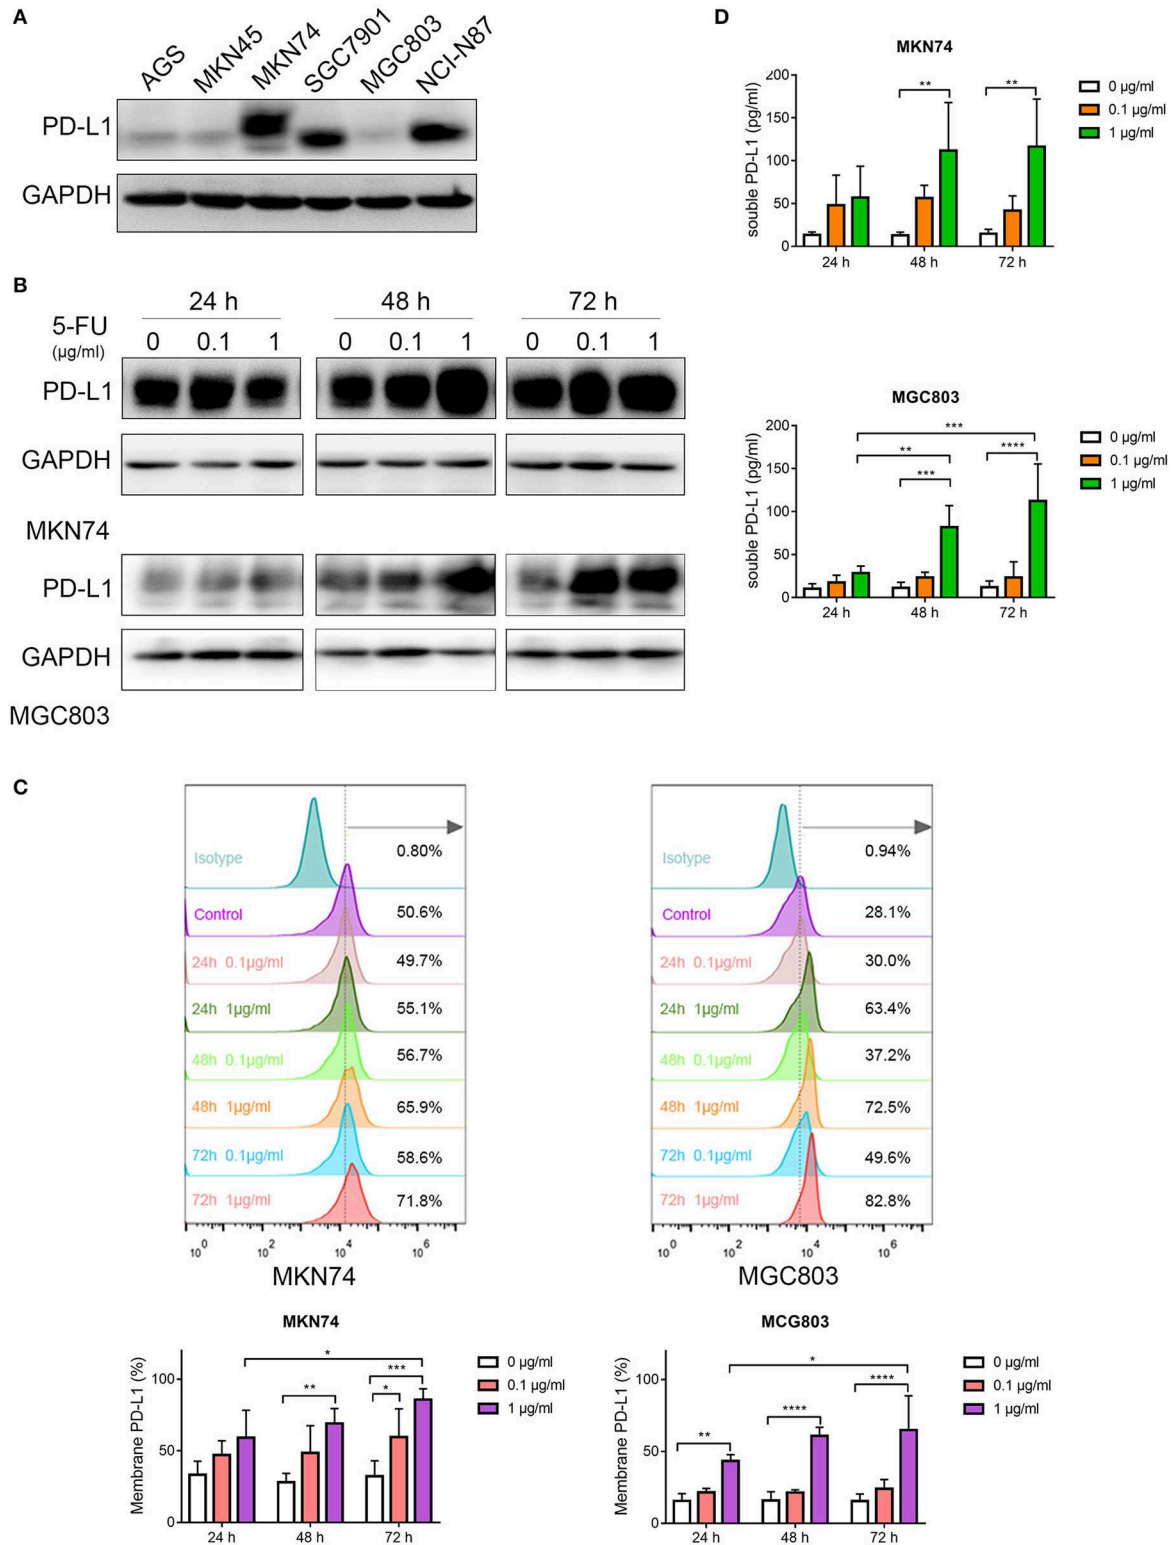 A
AGS
MKN45
MKN74
SGC7901
MGC803
NCI-N87
PD-L1
GAPDH
B
24 h
48 h
72 h
5-FU
(µg/ml)
0 0.1 1
0 0.1 1
0 0.1 1
PD-L1
GAPDH
MKN74
PD-L1
GAPDH
MGC803
C
Isotype 0.80%
Control 50.6%
24h 0.1µg/ml 49.7%
24h 1µg/ml 55.1%
48h 0.1µg/ml 56.7%
48h 1µg/ml 65.9%
72h 0.1µg/ml 58.6%
72h 1µg/ml 71.8%
10^0 10^2 10^4 10^6
MKN74
Isotype 0.94%
Control 28.1%
24h 0.1µg/ml 30.0%
24h 1µg/ml 63.4%
48h 0.1µg/ml 37.2%
48h 1µg/ml 72.5%
72h 0.1µg/ml 49.6%
72h 1µg/ml 82.8%
10^0 10^2 10^4 10^6
MGC803
MKN74
Membrane PD-L1 (%)
100
50
0
*
**
***
*
24 h 48 h 72 h
0 µg/ml
0.1 µg/ml
1 µg/ml
MCG803
Membrane PD-L1 (%)
100
50
0
*
**
****
****
24 h 48 h 72 h
0 µg/ml
0.1 µg/ml
1 µg/ml
D
MKN74
souble PD-L1 (pg/ml)
200
150
100
50
0
**
**
24 h 48 h 72 h
0 µg/ml
0.1 µg/ml
1 µg/ml
MGC803
souble PD-L1 (pg/ml)
200
150
100
50
0
***
**
***
****
24 h 48 h 72 h
0 µg/ml
0.1 µg/ml
1 µg/ml